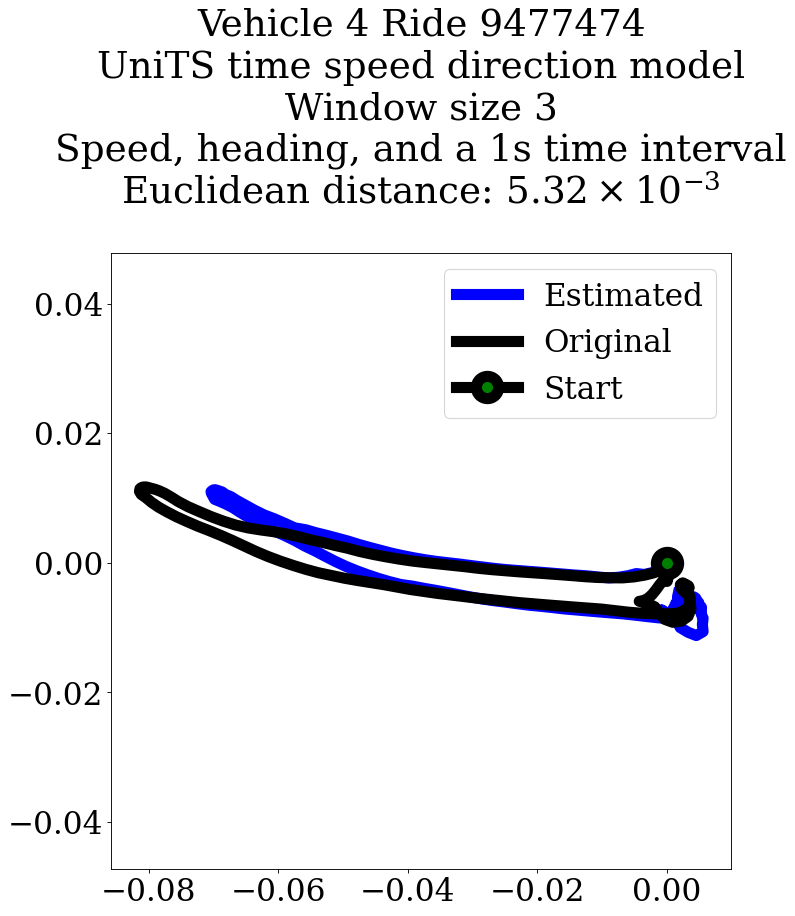 Vehicle 4 Ride 9477474
UniTS time speed direction model
Window size 3
Speed, heading, and a 1s time interval
Euclidean distance: 5.32 × 10⁻³
Estimated
Original
Start
0.04
0.02
0.00
−0.02
−0.04
−0.08 −0.06 −0.04 −0.02 0.00